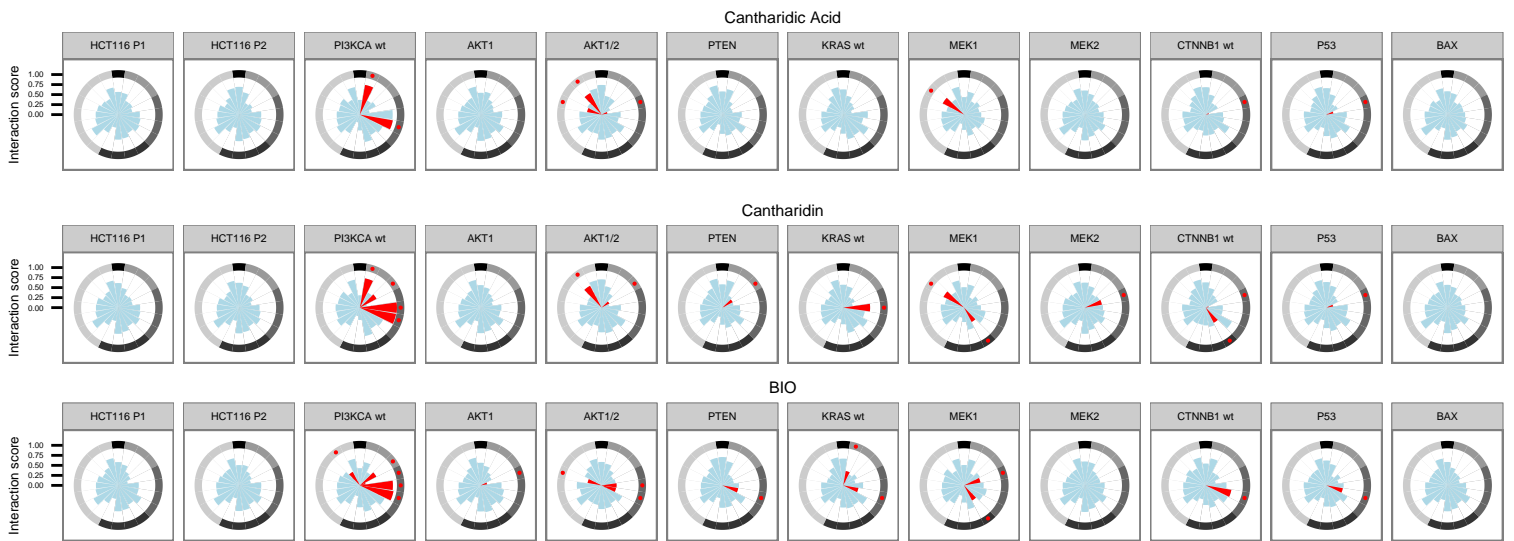 Cantharidic Acid
HCT116 P1 HCT116 P2 PI3KCA wt AKT1 AKT1/2 PTEN KRAS wt MEK1 MEK2 CTNNB1 wt P53 BAX
Interaction score
1.00
0.75
0.50
0.25
0.00
Cantharidin
HCT116 P1 HCT116 P2 PI3KCA wt AKT1 AKT1/2 PTEN KRAS wt MEK1 MEK2 CTNNB1 wt P53 BAX
Interaction score
1.00
0.75
0.50
0.25
0.00
BIO
HCT116 P1 HCT116 P2 PI3KCA wt AKT1 AKT1/2 PTEN KRAS wt MEK1 MEK2 CTNNB1 wt P53 BAX
Interaction score
1.00
0.75
0.50
0.25
0.00